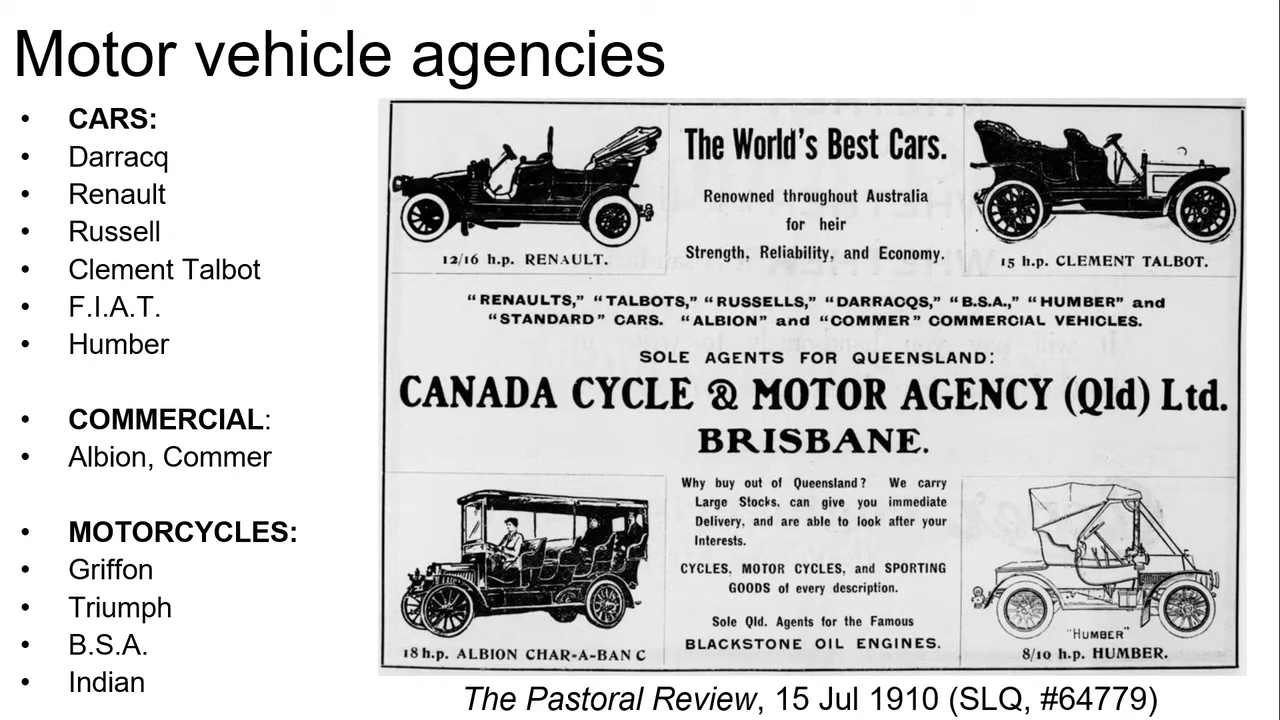 Motor vehicle agencies
• CARS:
• Darracq
• Renault
• Russell
• Clement Talbot
• F.I.A.T.
• Humber
• COMMERCIAL:
• Albion, Commer
• MOTORCYCLES:
• Griffon
• Triumph
• B.S.A.
• Indian
The World's Best Cars.
Renowned throughout Australia
for heir
Strength, Reliability, and Economy.
12/16 h.p. RENAULT.
15 h.p. CLEMENT TALBOT.
"RENAULTS," "TALBOTS," "RUSSELLS," "DARRACQS," "B.S.A.," "HUMBER" and
"STANDARD" CARS. "ALBION" and "COMMER" COMMERCIAL VEHICLES.
SOLE AGENTS FOR QUEENSLAND:
CANADA CYCLE & MOTOR AGENCY (Qld) Ltd.
BRISBANE.
Why buy out of Queensland? We carry
Large Stocks, can give you immediate
Delivery, and are able to look after your
Interests.
CYCLES, MOTOR CYCLES, and SPORTING
GOODS of every description.
Sole Qld. Agents for the Famous
BLACKSTONE OIL ENGINES.
18 h.p. ALBION CHAR-A-BAN C
"HUMBER"
8/10 h.p. HUMBER.
The Pastoral Review, 15 Jul 1910 (SLQ, #64779)